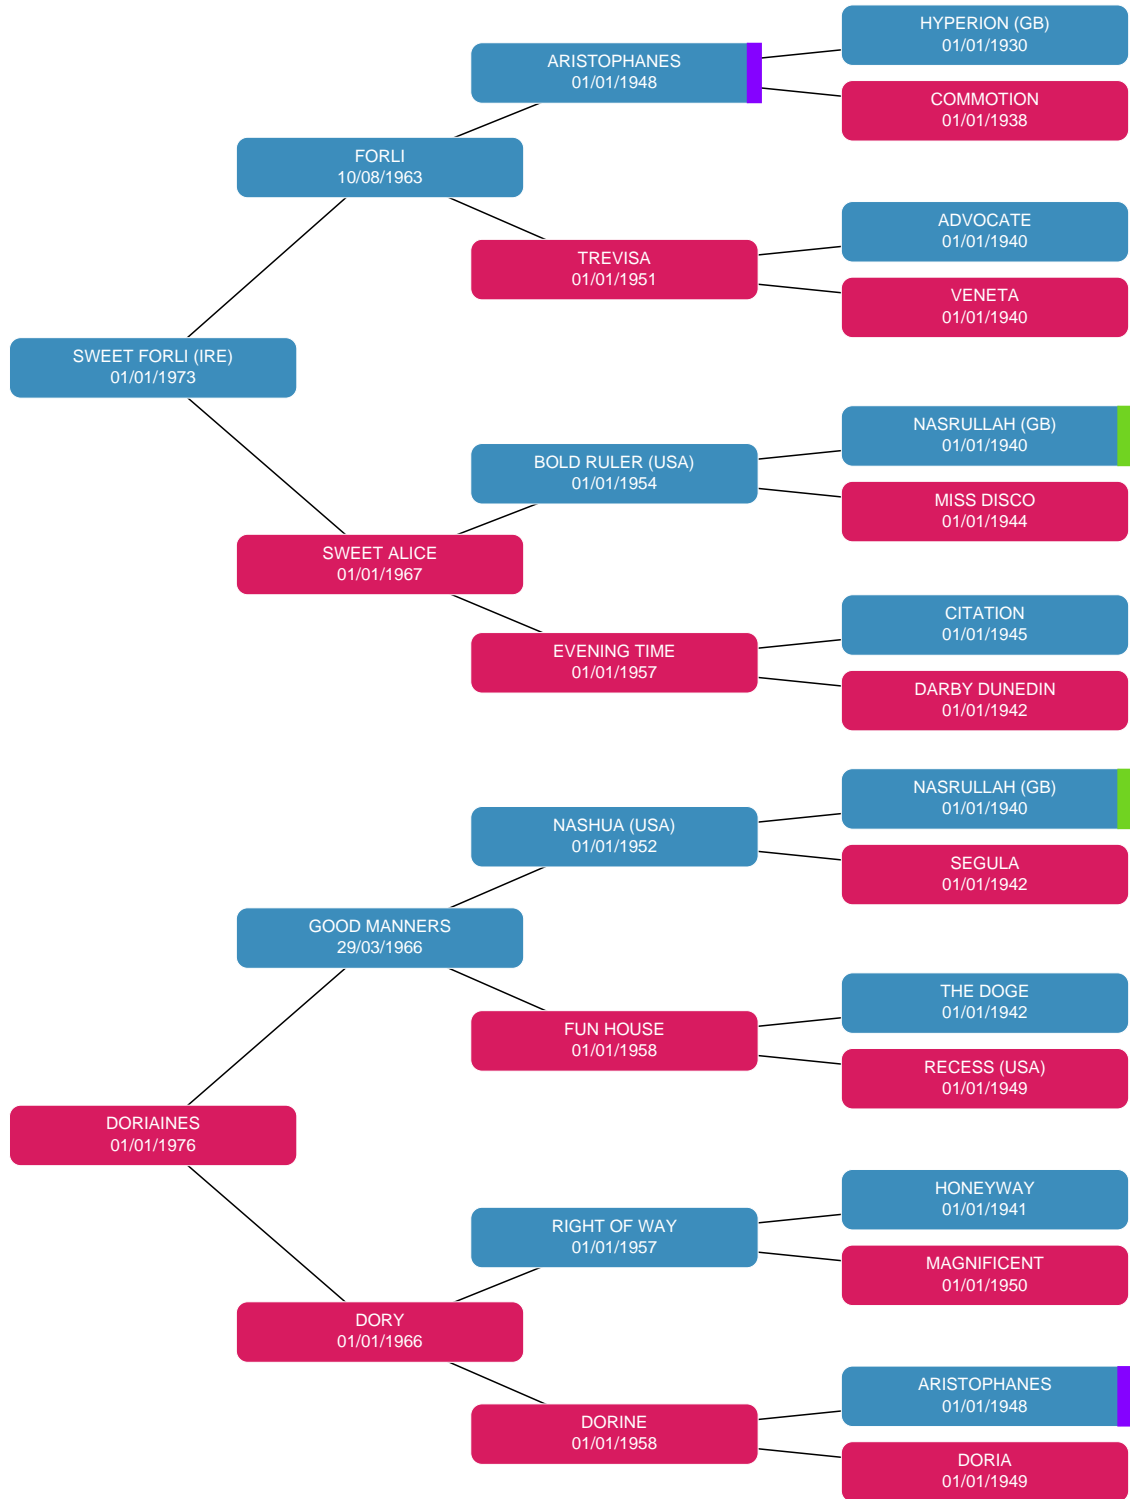 HYPERION (GB)
01/01/1930
ARISTOPHANES
01/01/1948
COMMOTION
01/01/1938
FORLI
10/08/1963
ADVOCATE
01/01/1940
TREVISA
01/01/1951
VENETA
01/01/1940
SWEET FORLI (IRE)
01/01/1973
NASRULLAH (GB)
01/01/1940
BOLD RULER (USA)
01/01/1954
MISS DISCO
01/01/1944
SWEET ALICE
01/01/1967
CITATION
01/01/1945
EVENING TIME
01/01/1957
DARBY DUNEDIN
01/01/1942
NASRULLAH (GB)
01/01/1940
NASHUA (USA)
01/01/1952
SEGULA
01/01/1942
GOOD MANNERS
29/03/1966
THE DOGE
01/01/1942
FUN HOUSE
01/01/1958
RECESS (USA)
01/01/1949
DORIAINES
01/01/1976
HONEYWAY
01/01/1941
RIGHT OF WAY
01/01/1957
MAGNIFICENT
01/01/1950
DORY
01/01/1966
ARISTOPHANES
01/01/1948
DORINE
01/01/1958
DORIA
01/01/1949